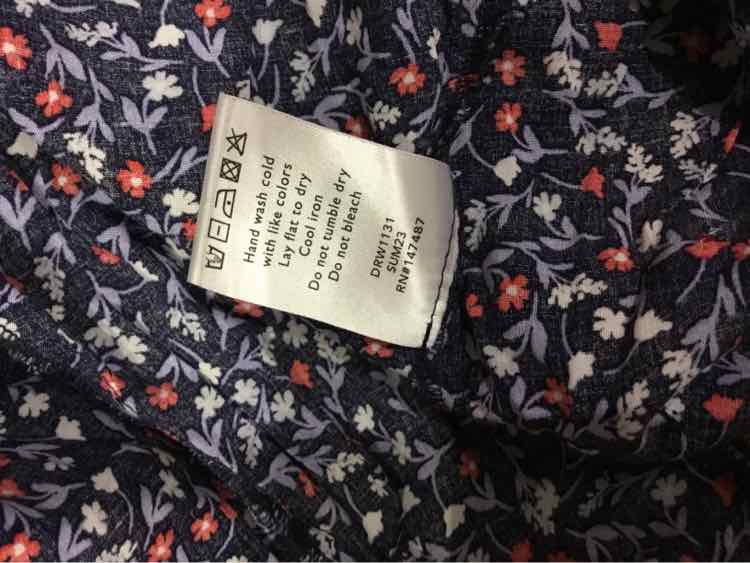 Hand wash cold
with like colors
Lay flat to dry
Cool iron
Do not tumble dry
Do not bleach
DRW1131
SUM23
RN#147487